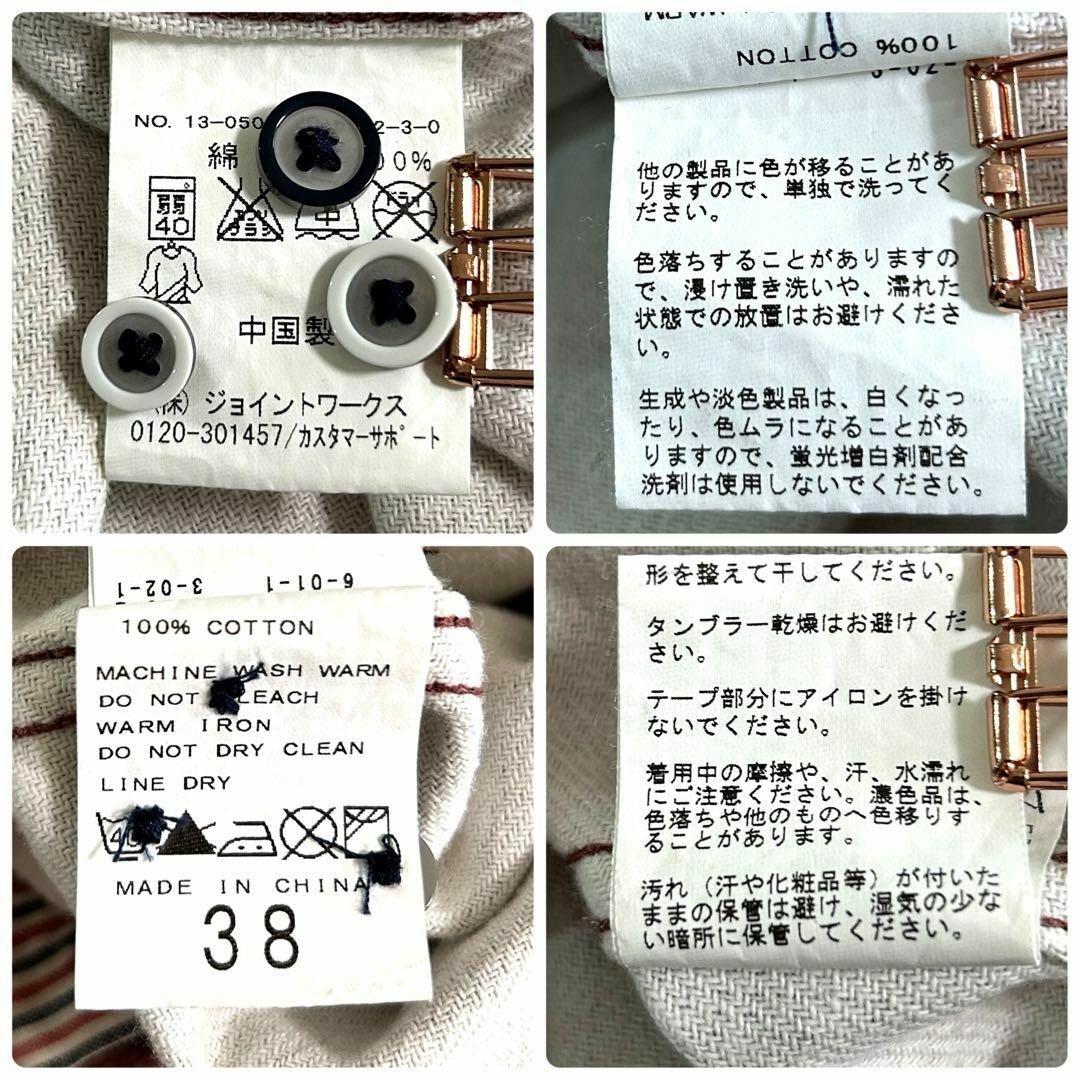 NO. 13-050 2-3-0
綿 00%
弱
40
中
ドライ
中国製
(株) ジョイントワークス
0120-301457/カスタマーサポート
100% COTTON
他の製品に色が移ることがあ
りますので、単独で洗ってく
ださい。
色落ちすることがありますの
で、浸け置き洗いや、濡れた
状態での放置はお避けくださ
い。
生成や淡色製品は、白くなっ
たり、色ムラになることがあ
りますので、蛍光増白剤配合
洗剤は使用しないでください。
6-01-1
3-02-1
100% COTTON
MACHINE WASH WARM
DO NOT LEACH
WARM IRON
DO NOT DRY CLEAN
LINE DRY
MADE IN CHINA
38
形を整えて干してください。
タンブラー乾燥はお避けくだ
さい。
テープ部分にアイロンを掛け
ないでください。
着用中の摩擦や、汗、水濡れ
にご注意ください。濃色品は、
色落ちや他のものへ色移りす
ることがあります。
汚れ（汗や化粧品等）が付いた
ままの保管は避け、湿気の少な
い暗所に保管してください。